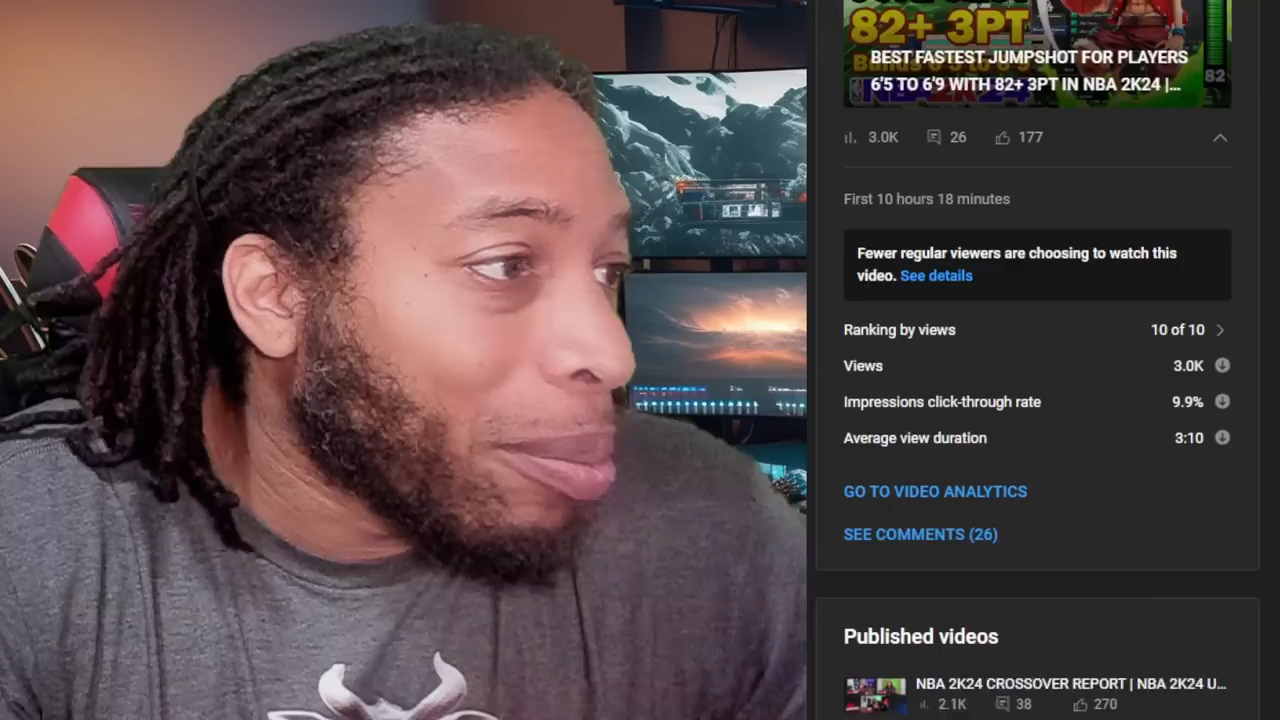 82+ 3PT
BEST FASTEST JUMPSHOT FOR PLAYERS
6'5 TO 6'9 WITH 82+ 3PT IN NBA 2K24 |...
82
3.0K 26 177
First 10 hours 18 minutes
Fewer regular viewers are choosing to watch this
video. See details
Ranking by views 10 of 10
Views 3.0K
Impressions click-through rate 9.9%
Average view duration 3:10
GO TO VIDEO ANALYTICS
SEE COMMENTS (26)
Published videos
NBA 2K24 CROSSOVER REPORT | NBA 2K24 U...
2.1K 38 270